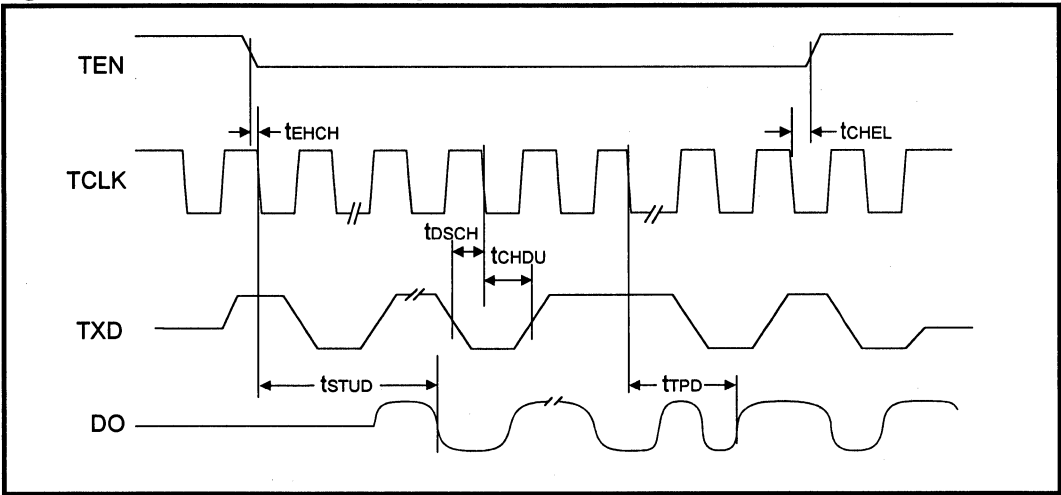 TEN
tEHCH
tCHEL
TCLK
tDSCH
tCHDU
TXD
tSTUD
tTPD
DO